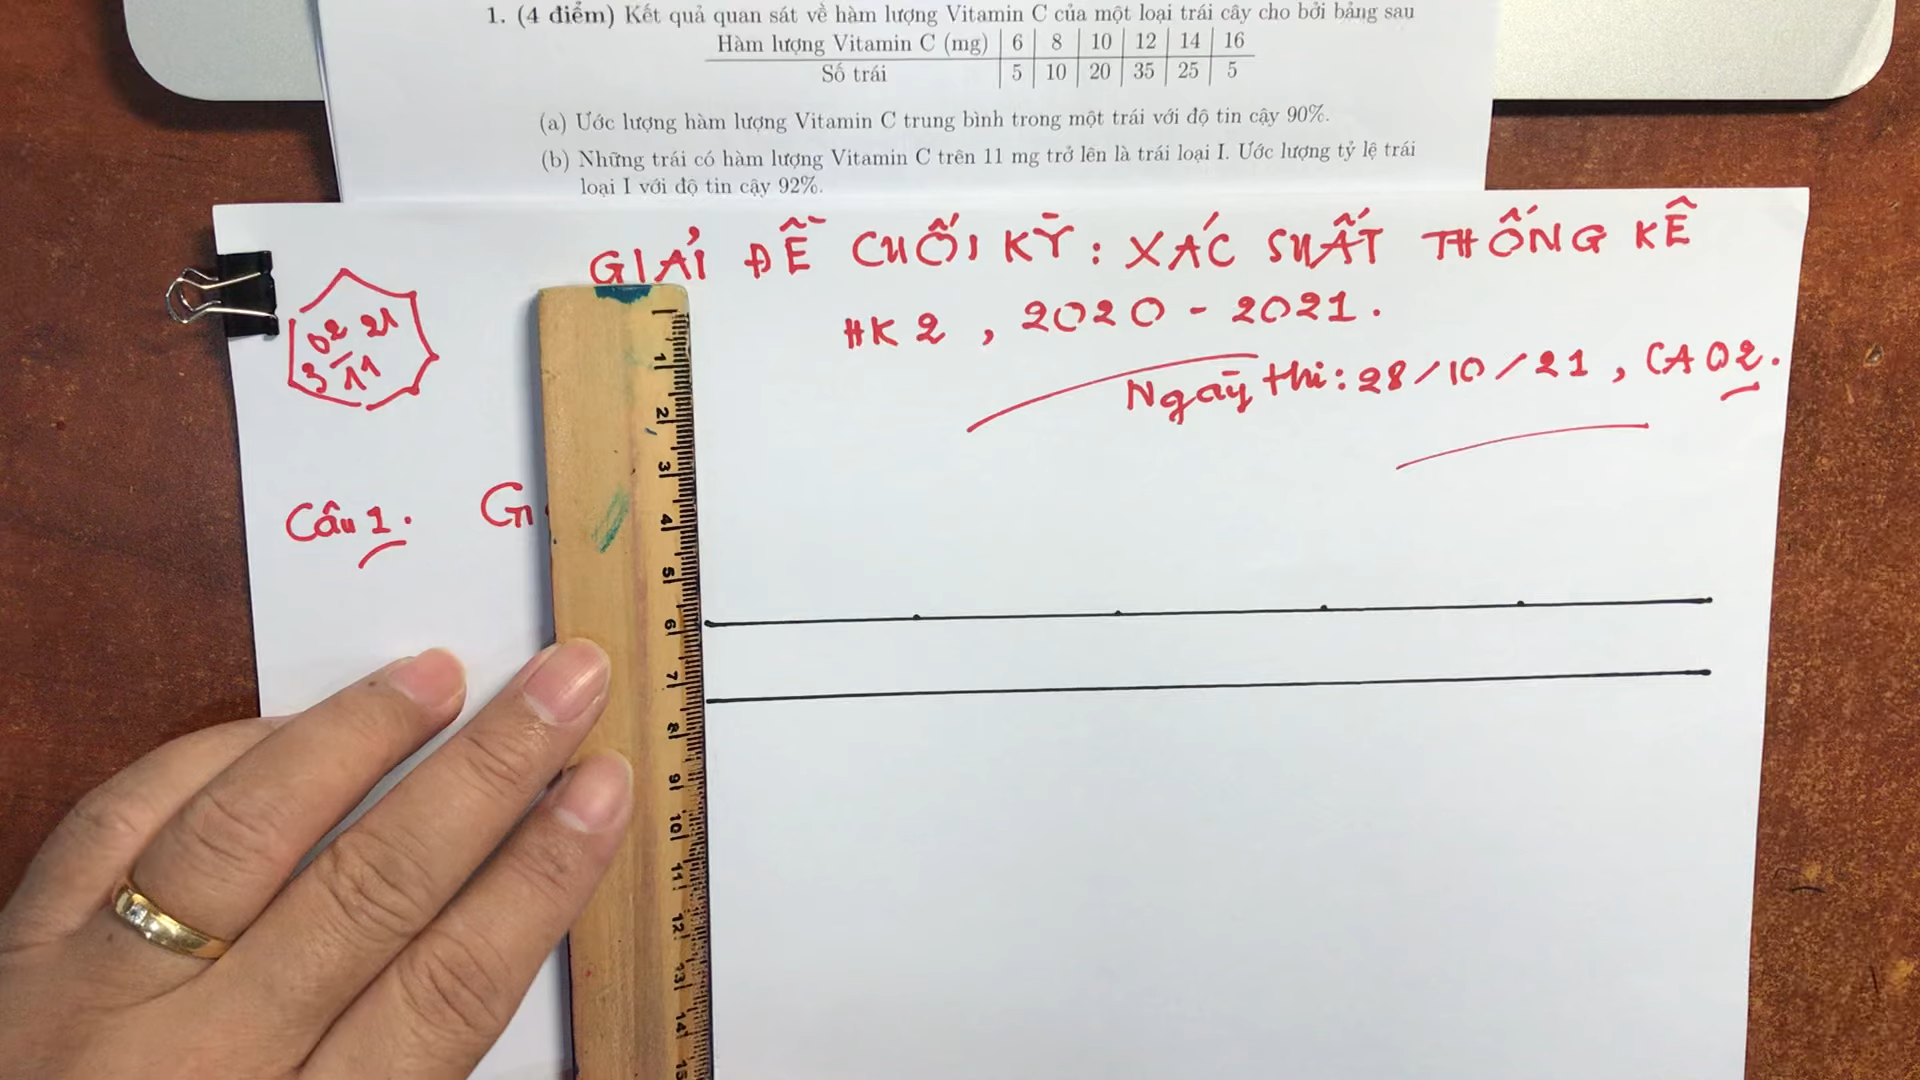 1. (4 điểm) Kết quả quan sát về hàm lượng Vitamin C của một loại trái cây cho bởi bảng sau
Hàm lượng Vitamin C (mg) 6 8 10 12 14 16
Số trái 5 10 20 35 25 5
(a) Ước lượng hàm lượng Vitamin C trung bình trong một trái với độ tin cậy 90%.
(b) Những trái có hàm lượng Vitamin C trên 11 mg trở lên là trái loại I. Ước lượng tỷ lệ trái
loại I với độ tin cậy 92%.
GIẢI ĐỀ CUỐI KỲ: XÁC SUẤT THỐNG KÊ
HK2, 2020 - 2021.
Ngày thi: 28/10/21, CA02.
02 21
3 11
Câu 1. G
1
2
3
4
5
6
7
8
9
10
11
12
13
14
15